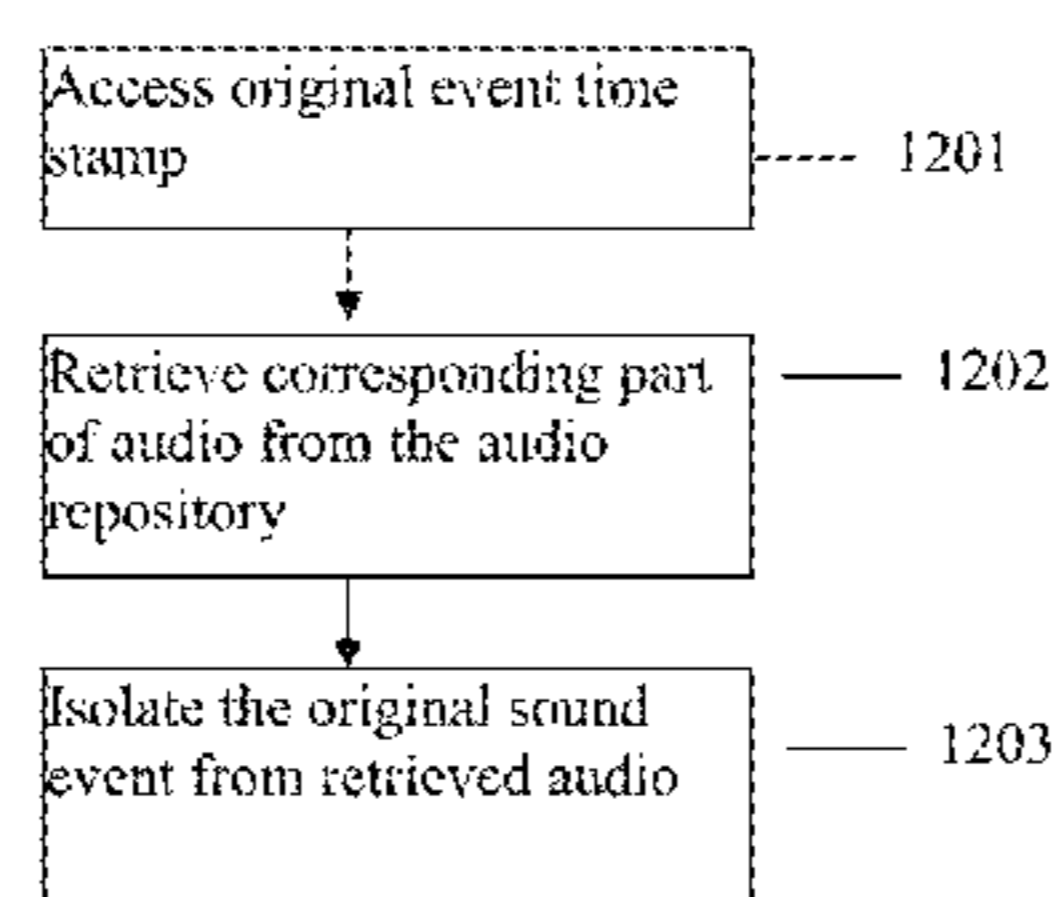 Access original event time
stamp
1201
Retrieve corresponding part
of audio from the audio
repository
1202
Isolate the original sound
event from retrieved audio
1203